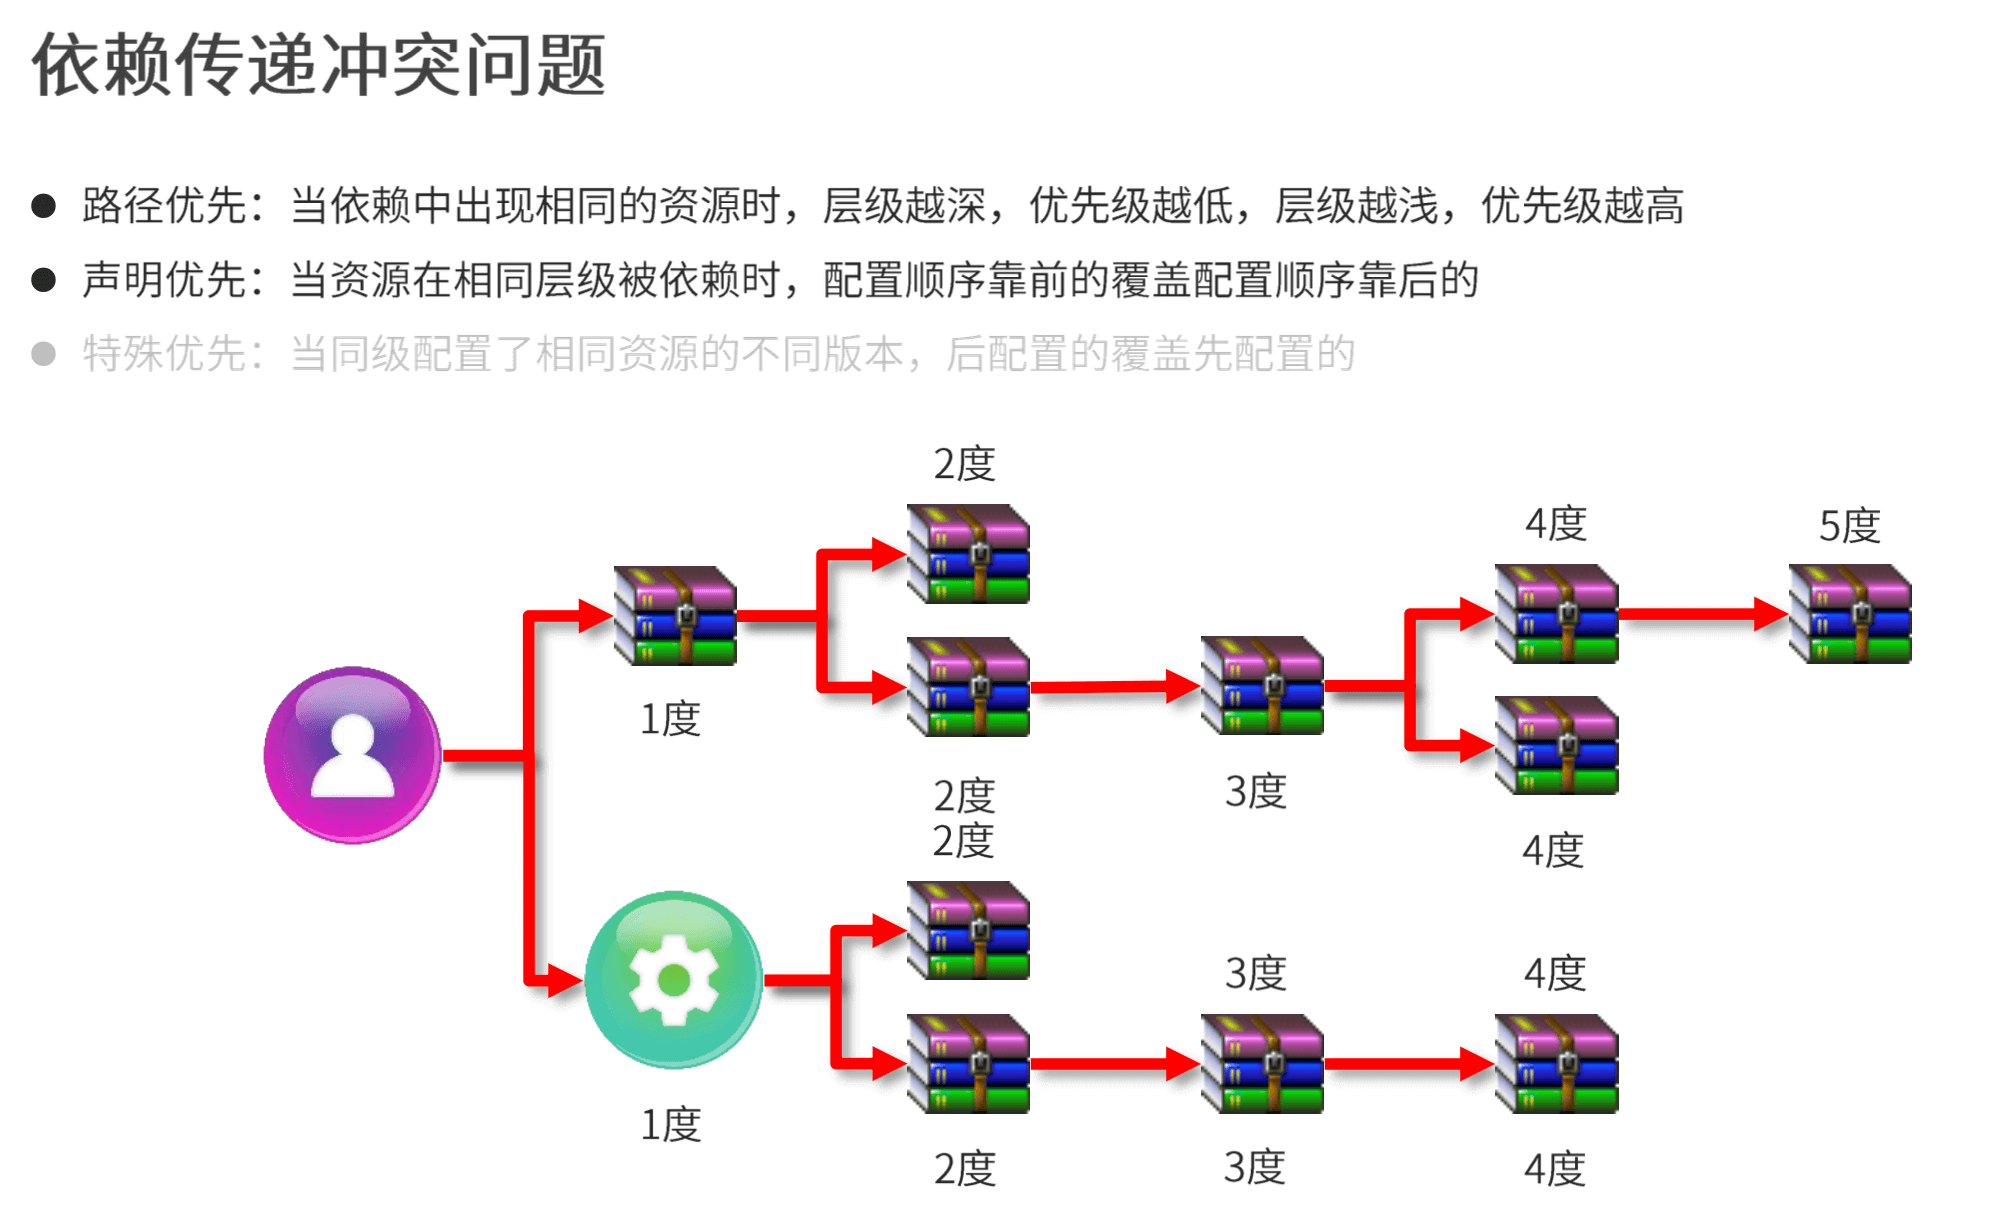 依赖传递冲突问题
路径优先：当依赖中出现相同的资源时，层级越深，优先级越低，层级越浅，优先级越高
声明优先：当资源在相同层级被依赖时，配置顺序靠前的覆盖配置顺序靠后的
特殊优先：当同级配置了相同资源的不同版本，后配置的覆盖先配置的
2度
4度
5度
1度
2度
3度
2度
4度
3度
4度
1度
2度
3度
4度